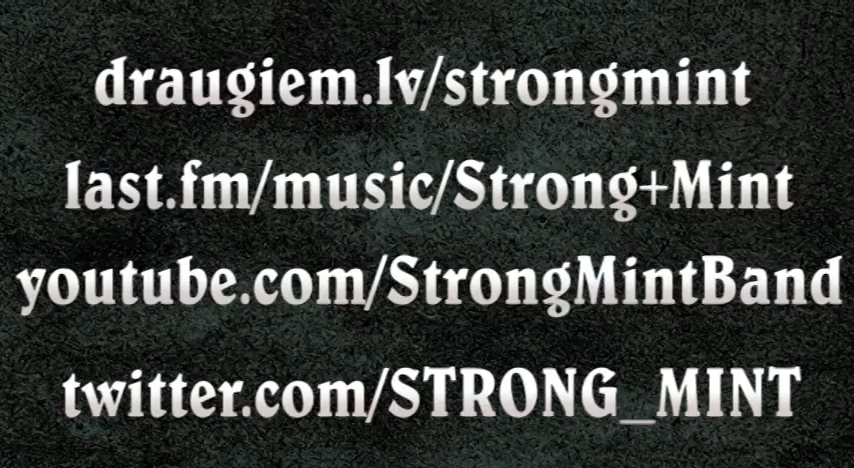 draugiem.lv/strongmint
last.fm/music/Strong+Mint
youtube.com/StrongMintBand
twitter.com/STRONG_MINT